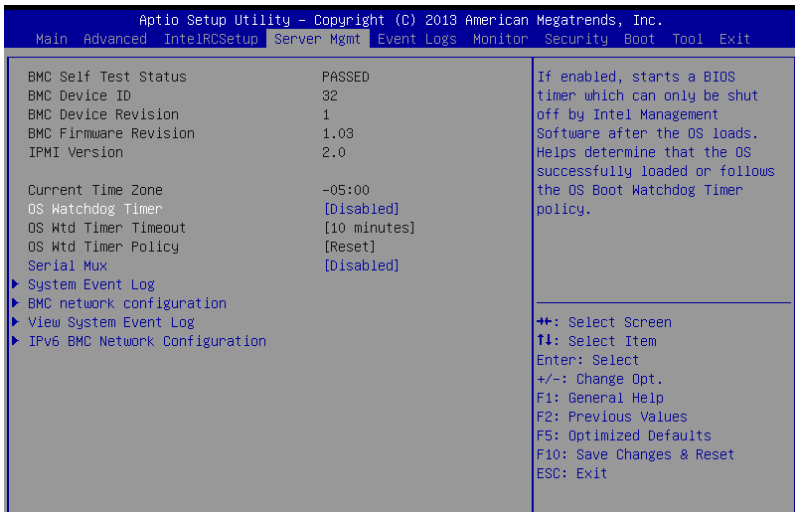 Aptio Setup Utility – Copyright (C) 2013 American Megatrends, Inc.
Main Advanced IntelRCSetup Server Mgmt Event Logs Monitor Security Boot Tool Exit
BMC Self Test Status PASSED
BMC Device ID 32
BMC Device Revision 1
BMC Firmware Revision 1.03
IPMI Version 2.0
Current Time Zone -05:00
OS Watchdog Timer [Disabled]
OS Wtd Timer Timeout [10 minutes]
OS Wtd Timer Policy [Reset]
Serial Mux [Disabled]
System Event Log
BMC network configuration
View System Event Log
IPv6 BMC Network Configuration
If enabled, starts a BIOS
timer which can only be shut
off by Intel Management
Software after the OS loads.
Helps determine that the OS
successfully loaded or follows
the OS Boot Watchdog Timer
policy.
→←: Select Screen
↑↓: Select Item
Enter: Select
+/-: Change Opt.
F1: General Help
F2: Previous Values
F5: Optimized Defaults
F10: Save Changes & Reset
ESC: Exit